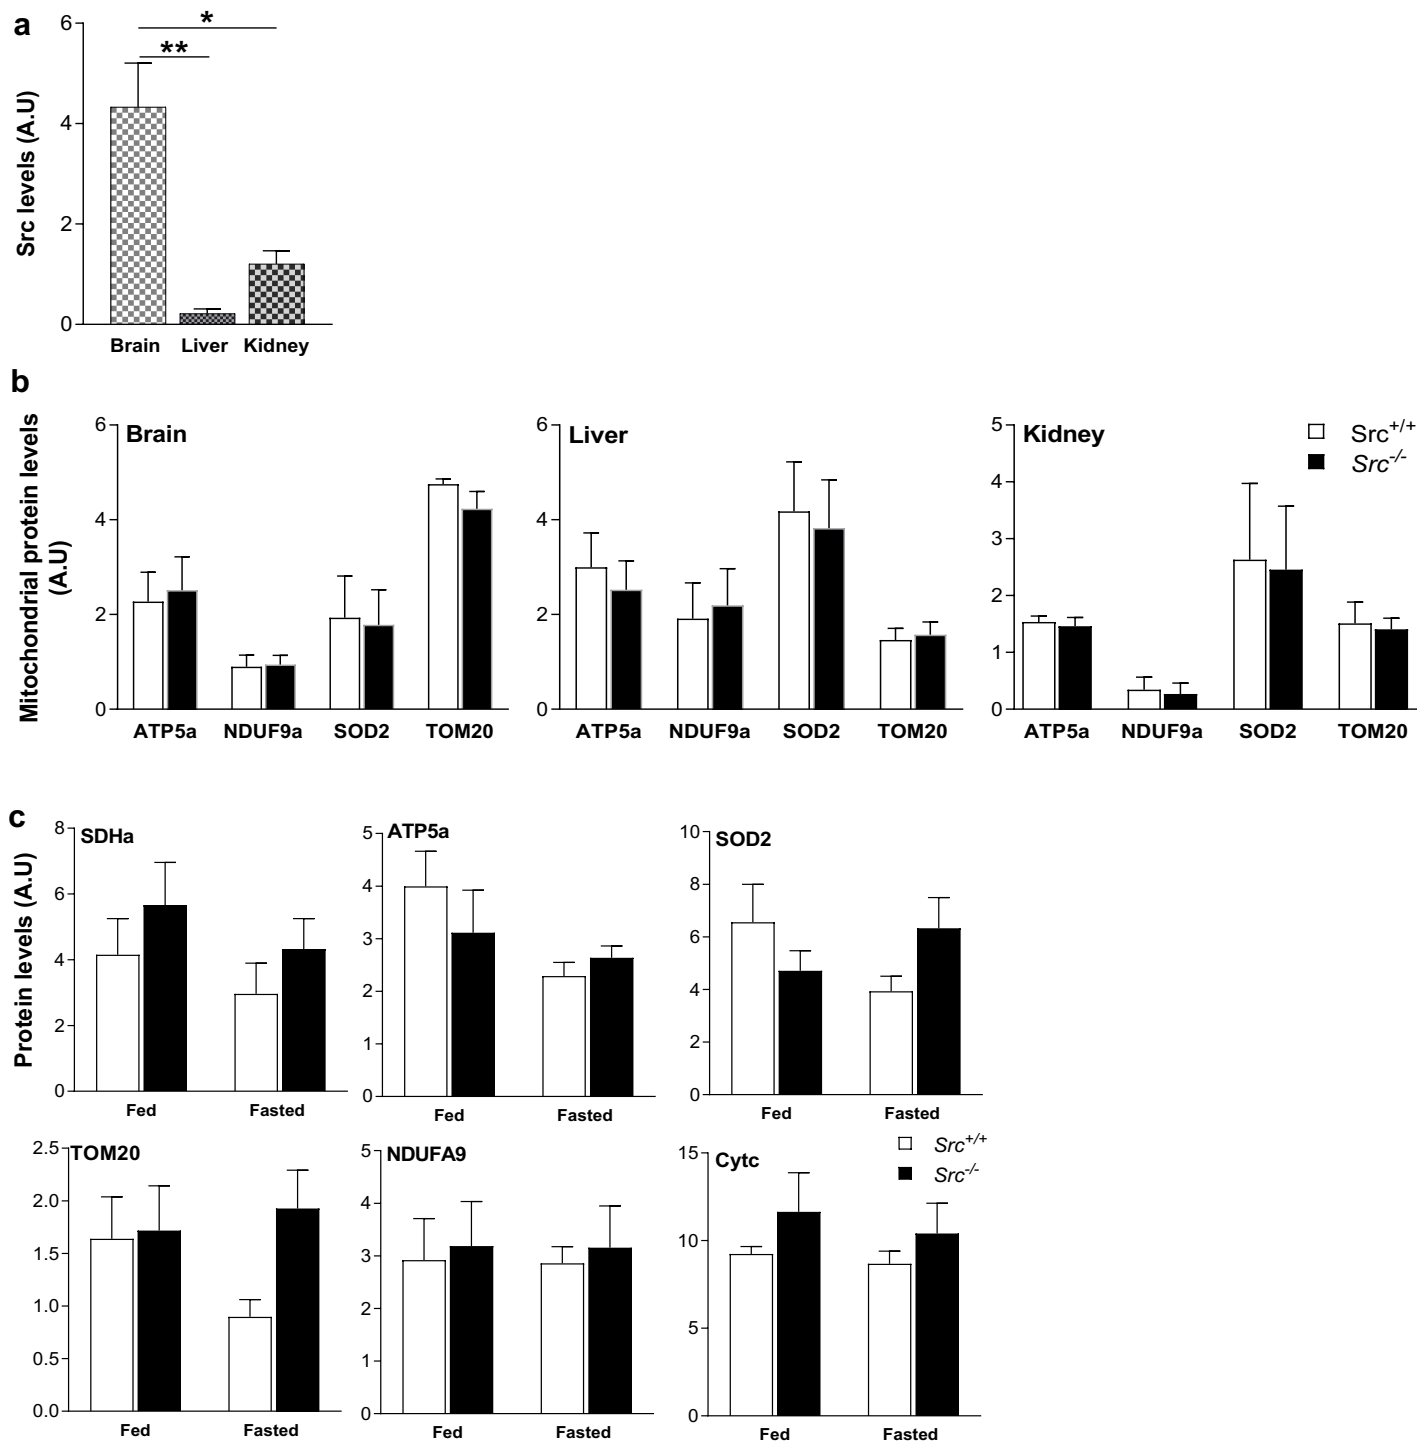 a
Src levels (A.U)
6
4
2
0
*
**
Brain Liver Kidney
b
Mitochondrial protein levels
(A.U)
Brain
6
4
2
0
ATP5a NDUF9a SOD2 TOM20
Liver
6
4
2
0
ATP5a NDUF9a SOD2 TOM20
Kidney
5
4
3
2
1
0
ATP5a NDUF9a SOD2 TOM20
Src+/+
Src-/-
c
Protein levels (A.U)
SDHa
8
6
4
2
0
Fed Fasted
ATP5a
5
4
3
2
1
0
Fed Fasted
SOD2
10
8
6
4
2
0
Fed Fasted
TOM20
2.5
2.0
1.5
1.0
0.5
0.0
Fed Fasted
NDUFA9
5
4
3
2
1
0
Fed Fasted
Cytc
15
10
5
0
Fed Fasted
Src+/+
Src-/-